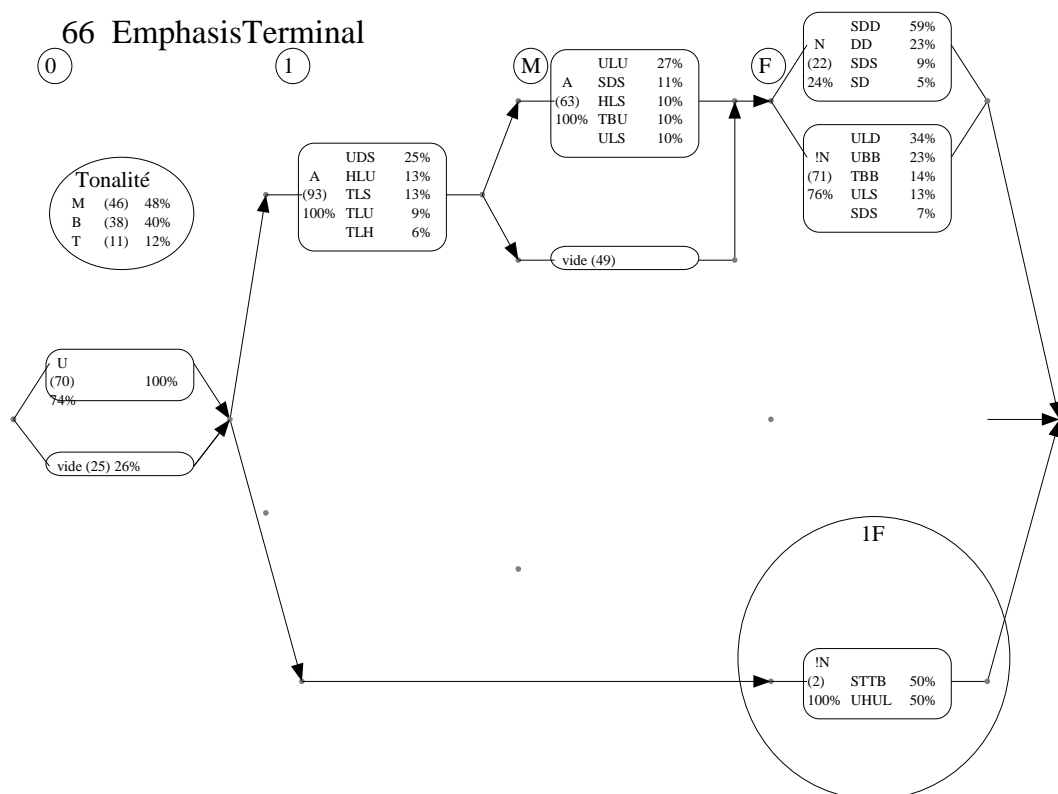 66 EmphasisTerminal
0
1
M
F
Tonalité
M (46) 48%
B (38) 40%
T (11) 12%
U
(70) 100%
74%
vide (25) 26%
UDS 25%
A HLU 13%
(93) TLS 13%
100% TLU 9%
TLH 6%
ULU 27%
A SDS 11%
(63) HLS 10%
100% TBU 10%
ULS 10%
vide (49)
SDD 59%
N DD 23%
(22) SDS 9%
24% SD 5%
ULD 34%
!N UBB 23%
(71) TBB 14%
76% ULS 13%
SDS 7%
1F
!N
(2) STTB 50%
100% UHUL 50%